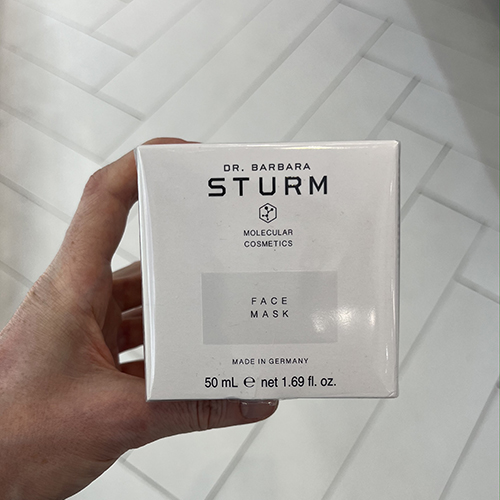 DR. BARBARA
STURM
MOLECULAR
COSMETICS
FACE
MASK
MADE IN GERMANY
50 mL ℮ net 1.69 fl. oz.